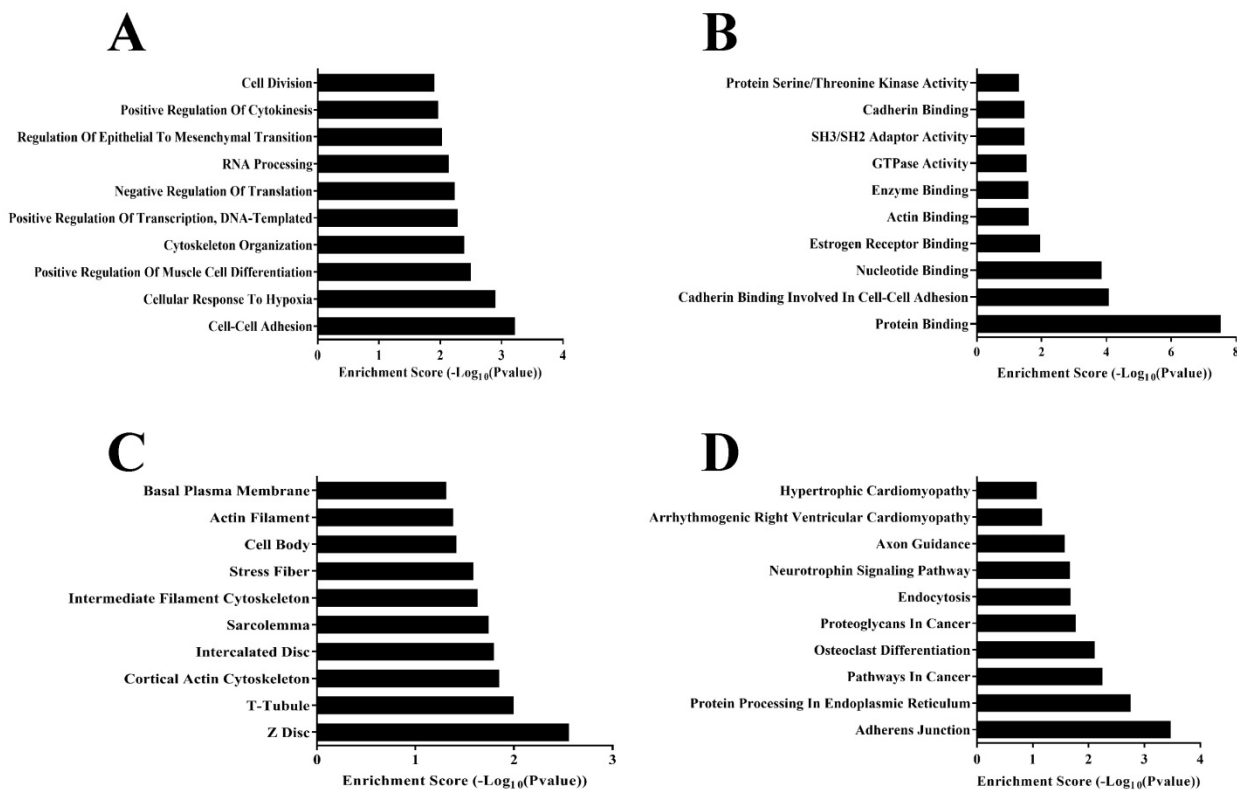 A
Cell Division
Positive Regulation Of Cytokinesis
Regulation Of Epithelial To Mesenchymal Transition
RNA Processing
Negative Regulation Of Translation
Positive Regulation Of Transcription, DNA-Templated
Cytoskeleton Organization
Positive Regulation Of Muscle Cell Differentiation
Cellular Response To Hypoxia
Cell-Cell Adhesion
0 1 2 3 4
Enrichment Score (-Log10(Pvalue))
B
Protein Serine/Threonine Kinase Activity
Cadherin Binding
SH3/SH2 Adaptor Activity
GTPase Activity
Enzyme Binding
Actin Binding
Estrogen Receptor Binding
Nucleotide Binding
Cadherin Binding Involved In Cell-Cell Adhesion
Protein Binding
0 2 4 6 8
Enrichment Score (-Log10(Pvalue))
C
Basal Plasma Membrane
Actin Filament
Cell Body
Stress Fiber
Intermediate Filament Cytoskeleton
Sarcolemma
Intercalated Disc
Cortical Actin Cytoskeleton
T-Tubule
Z Disc
0 1 2 3
Enrichment Score (-Log10(Pvalue))
D
Hypertrophic Cardiomyopathy
Arrhythmogenic Right Ventricular Cardiomyopathy
Axon Guidance
Neurotrophin Signaling Pathway
Endocytosis
Proteoglycans In Cancer
Osteoclast Differentiation
Pathways In Cancer
Protein Processing In Endoplasmic Reticulum
Adherens Junction
0 1 2 3 4
Enrichment Score (-Log10(Pvalue))